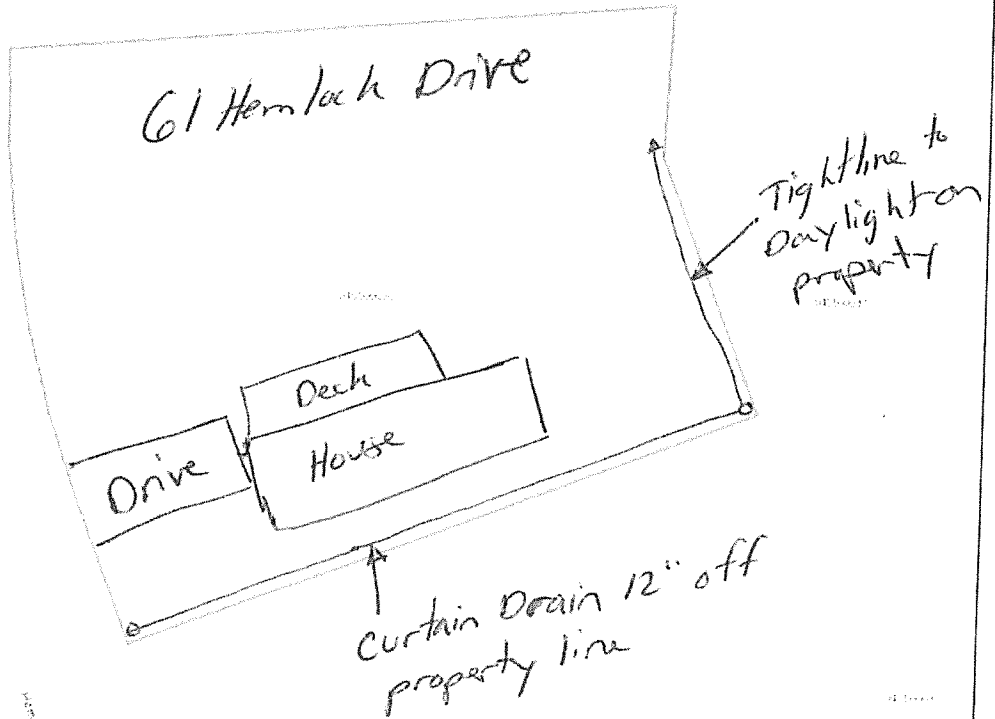 61 Hemlock Drive
Tightline to
Daylight on
property
Deck
House
Drive
Curtain Drain 12" off
property line